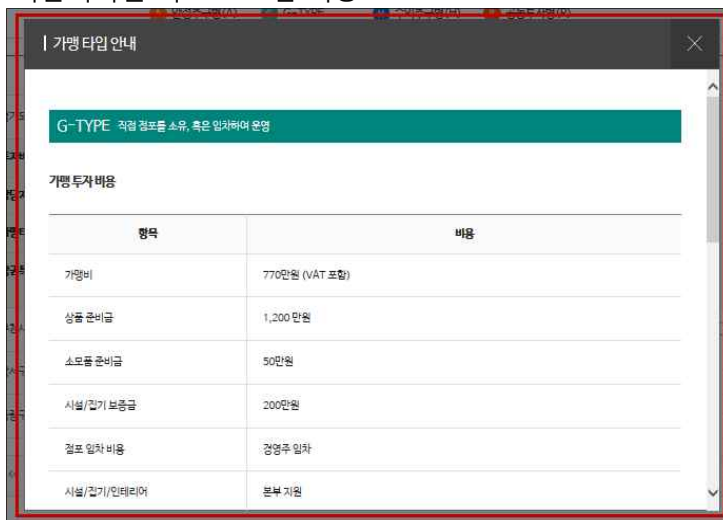 가맹 타입 안내
G-TYPE 직접 점포를 소유, 혹은 임차하여 운영
가맹 투자 비용
항목 비용
가맹비 770만원 (VAT 포함)
상품 준비금 1,200 만원
소모품 준비금 50만원
시설/집기 보증금 200만원
점포 임차 비용 경영주 임차
시설/집기/인테리어 본부 지원